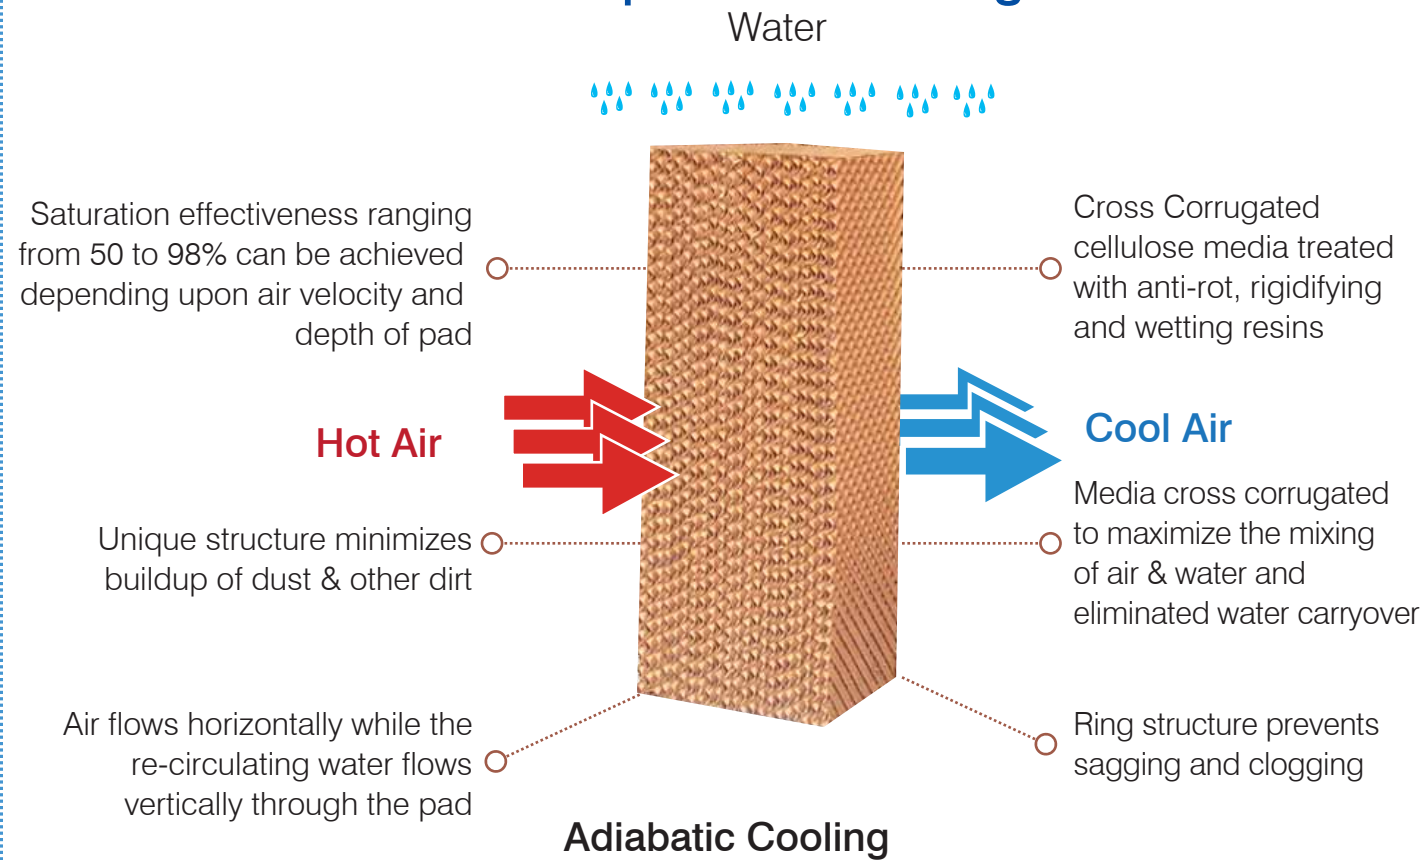 Water
Saturation effectiveness ranging
from 50 to 98% can be achieved
depending upon air velocity and
depth of pad
Cross Corrugated
cellulose media treated
with anti-rot, rigidifying
and wetting resins
Hot Air
Cool Air
Unique structure minimizes
buildup of dust & other dirt
Media cross corrugated
to maximize the mixing
of air & water and
eliminated water carryover
Air flows horizontally while the
re-circulating water flows
vertically through the pad
Ring structure prevents
sagging and clogging
Adiabatic Cooling